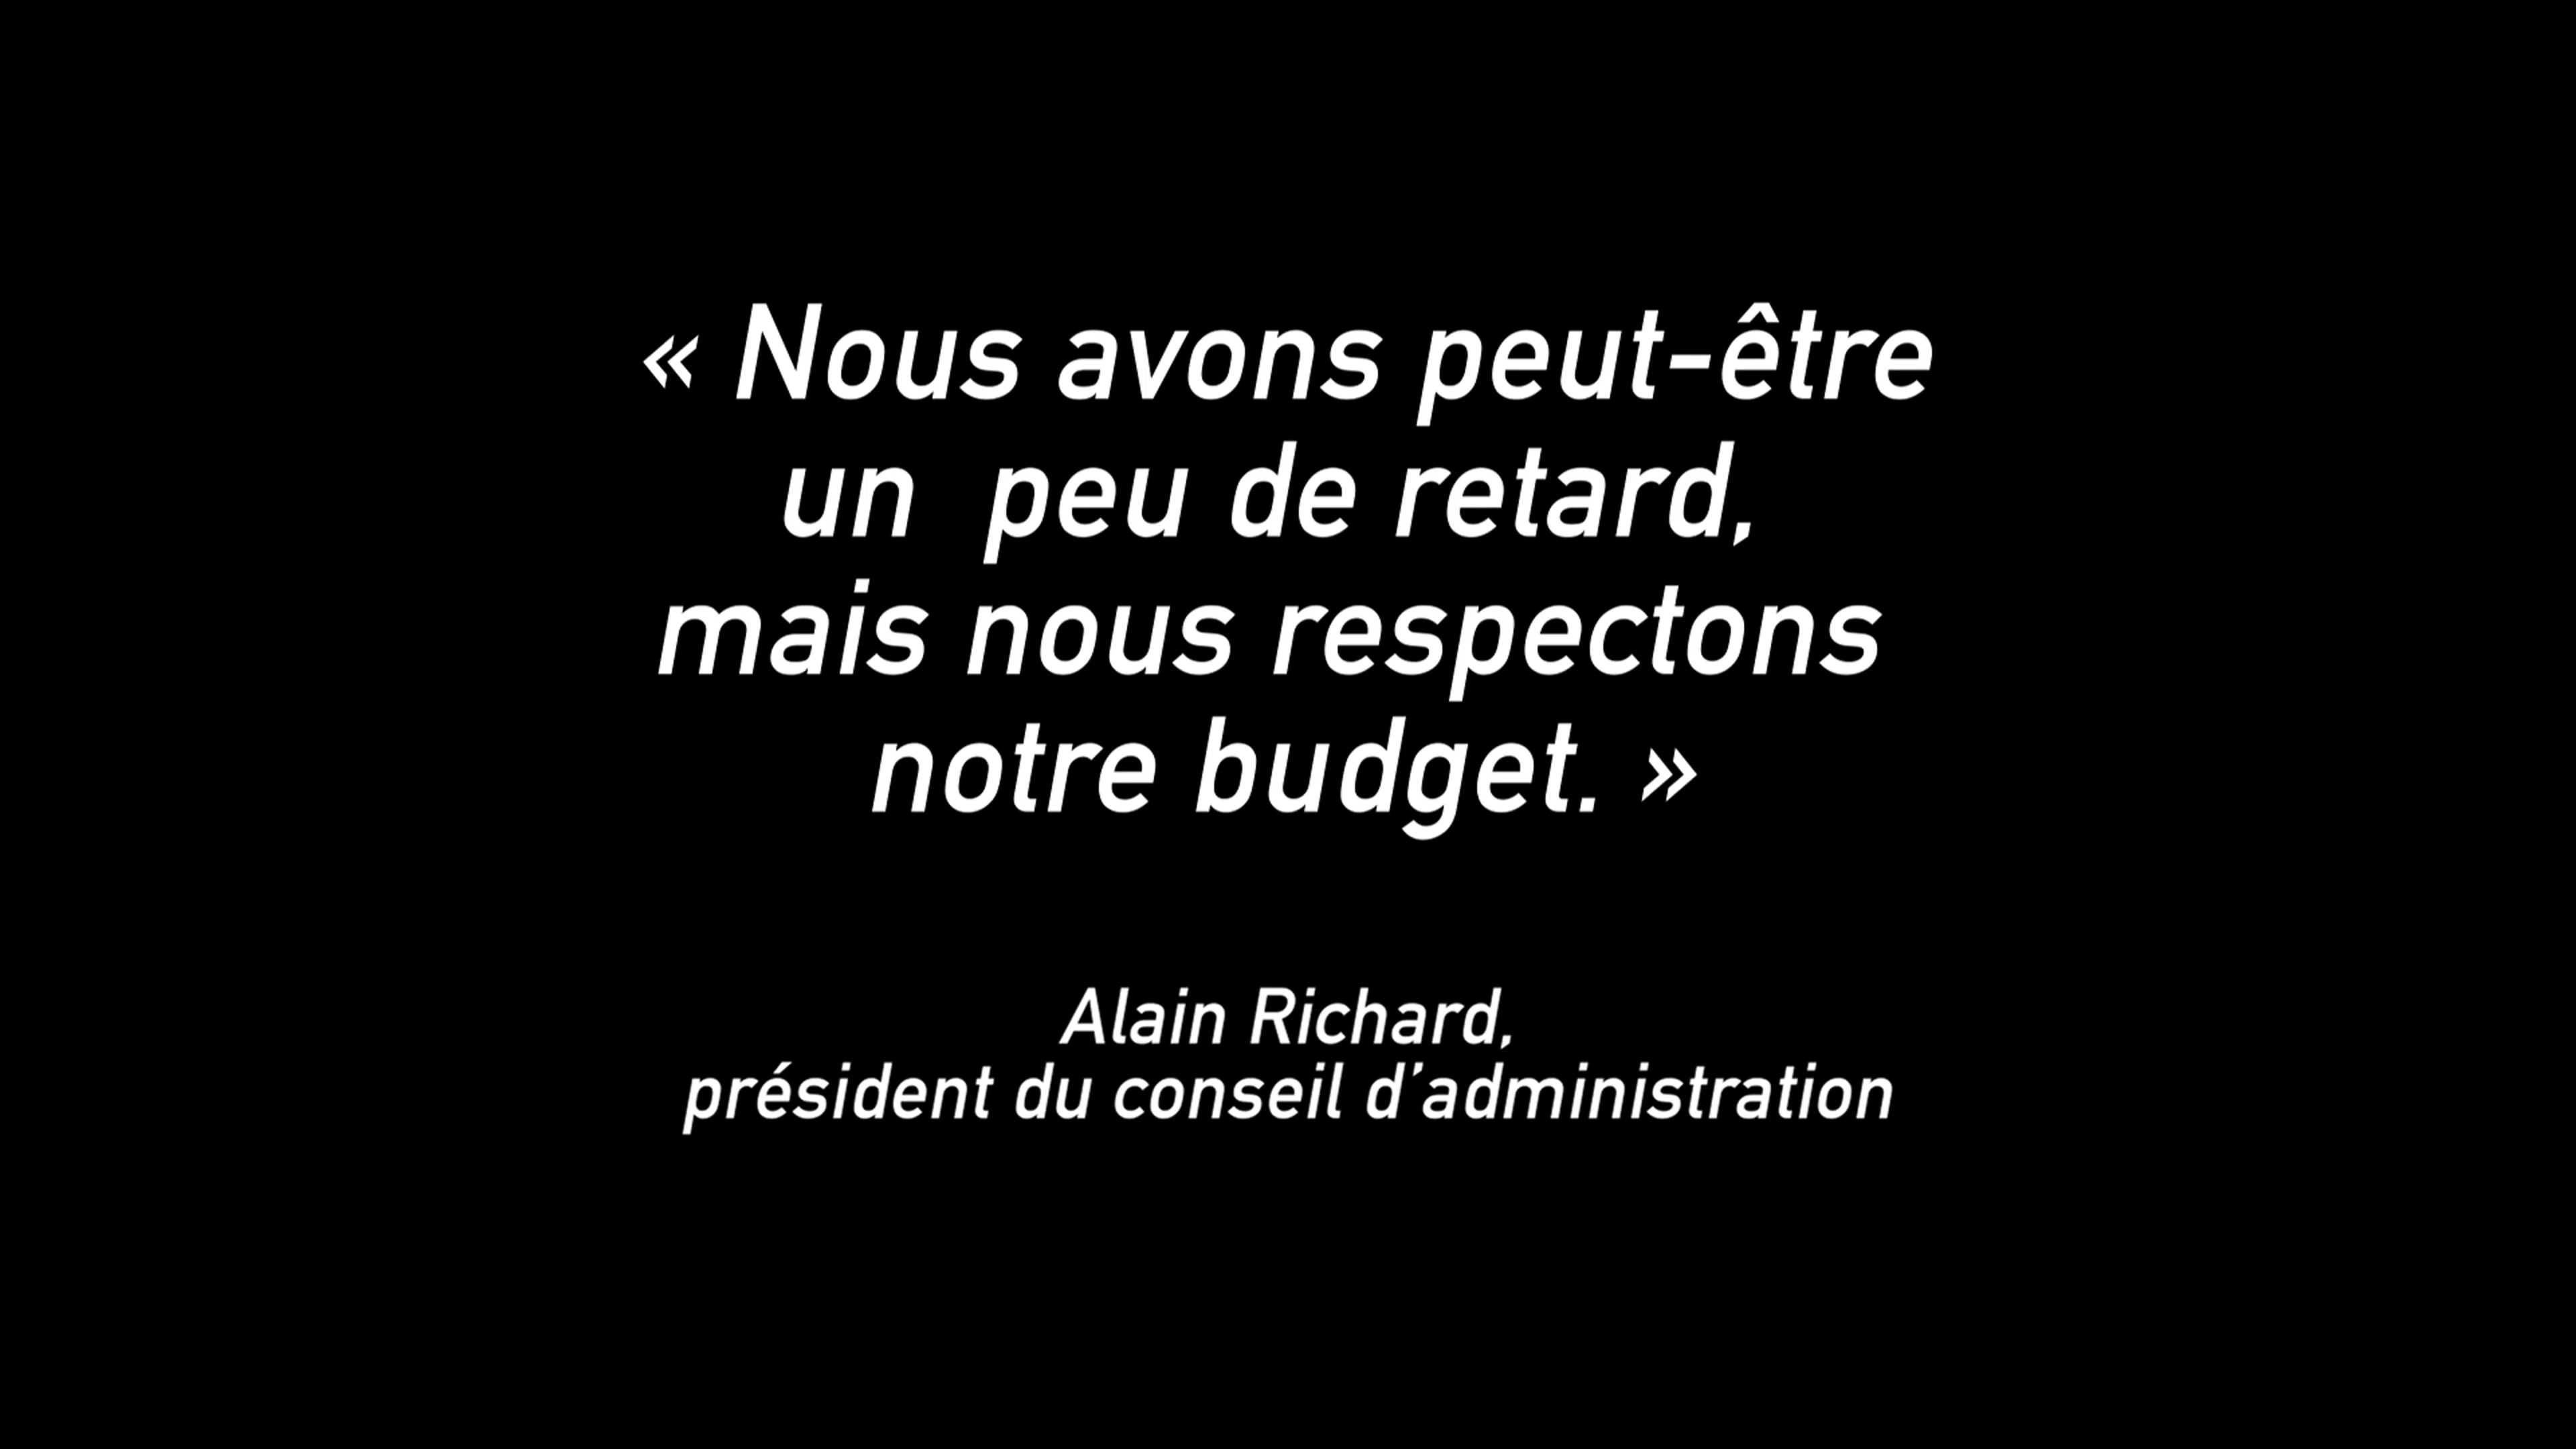 « Nous avons peut-être
un  peu de retard,
mais nous respectons
notre budget. »
Alain Richard,
président du conseil d’administration